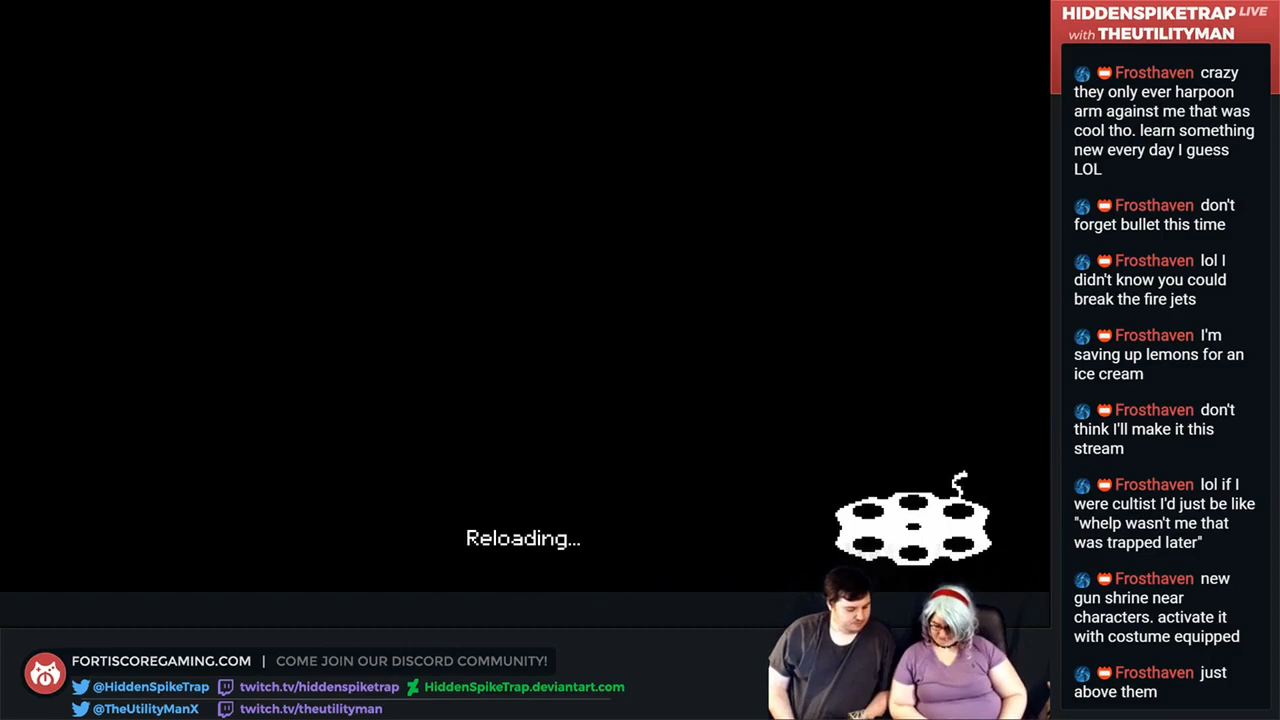 HIDDENSPIKETRAP LIVE
with THEUTILITYMAN
Frosthaven crazy
they only ever harpoon
arm against me that was
cool tho. learn something
new every day I guess
LOL
Frosthaven don't
forget bullet this time
Frosthaven lol I
didn't know you could
break the fire jets
Frosthaven I'm
saving up lemons for an
ice cream
Frosthaven don't
think I'll make it this
stream
Frosthaven lol if I
were cultist I'd just be like
"whelp wasn't me that
was trapped later"
Frosthaven new
gun shrine near
characters. activate it
with costume equipped
Frosthaven just
above them
Reloading...
FORTISCOREGAMING.COM | COME JOIN OUR DISCORD COMMUNITY!
@HiddenSpikeTrap twitch.tv/hiddenspiketrap HiddenSpikeTrap.deviantart.com
@TheUtilityManX twitch.tv/theutilityman